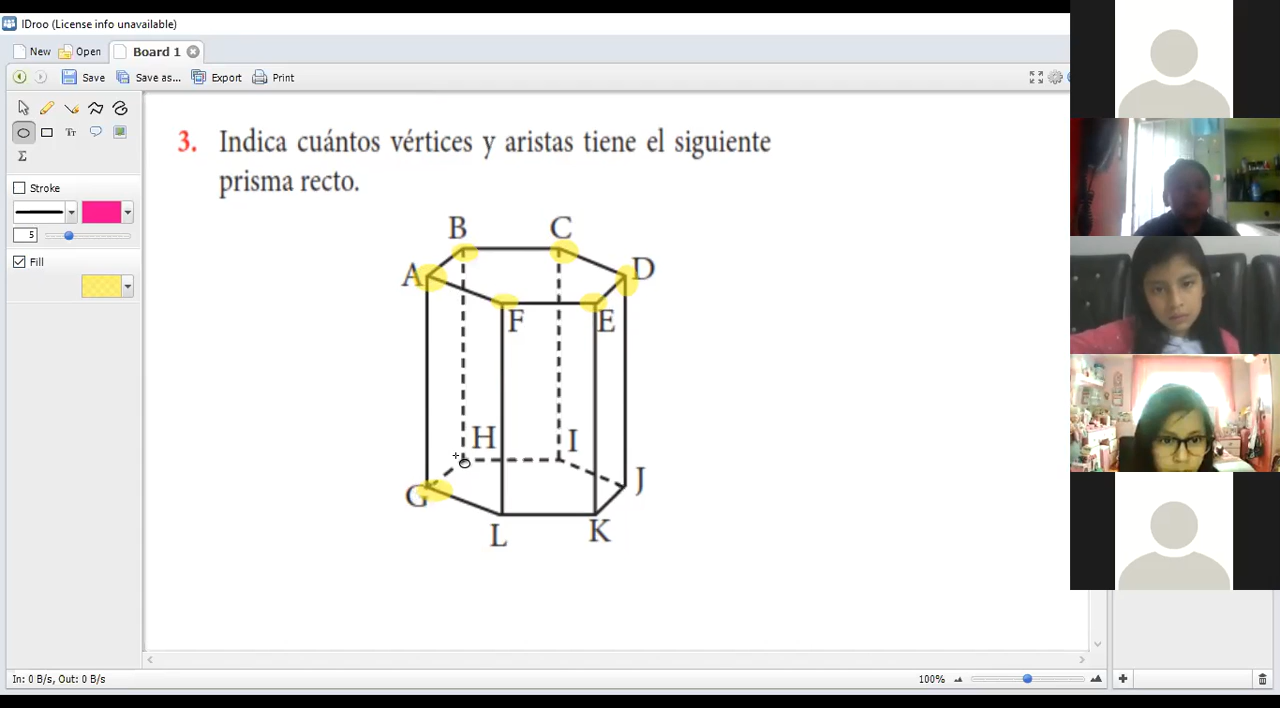 IDroo (License info unavailable)
New Open Board 1
Save Save as... Export Print
Tt
Σ
Stroke
5
Fill
3. Indica cuántos vértices y aristas tiene el siguiente
prisma recto.
B C
A D
F E
H I
G J
L K
In: 0 B/s, Out: 0 B/s 100%